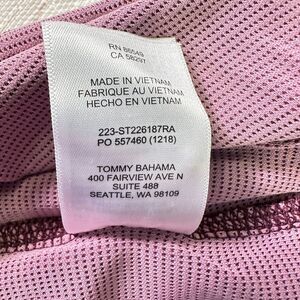 RN 86549
CA 58297
MADE IN VIETNAM
FABRIQUE AU VIETNAM
HECHO EN VIETNAM
223-ST226187RA
PO 557460 (1218)
TOMMY BAHAMA
400 FAIRVIEW AVE N
SUITE 488
SEATTLE, WA 98109